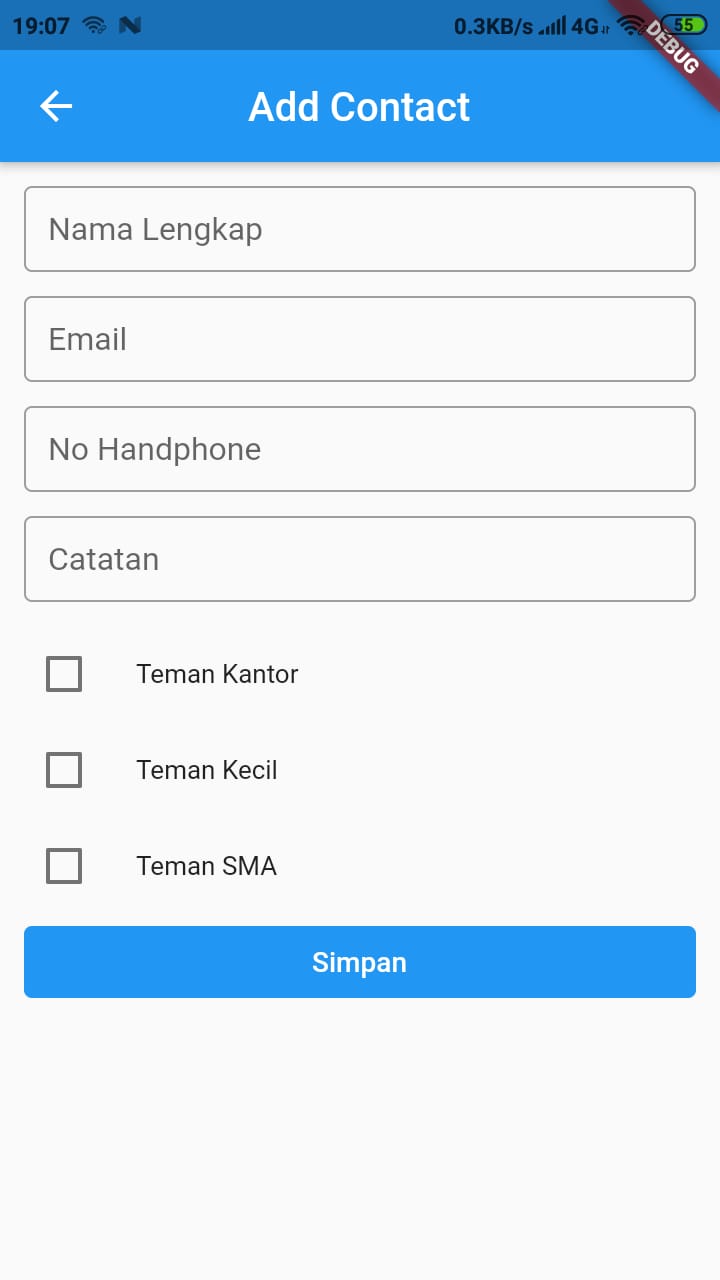 19:07 0.3KB/s 4G 55
DEBUG
Add Contact
Nama Lengkap
Email
No Handphone
Catatan
Teman Kantor
Teman Kecil
Teman SMA
Simpan